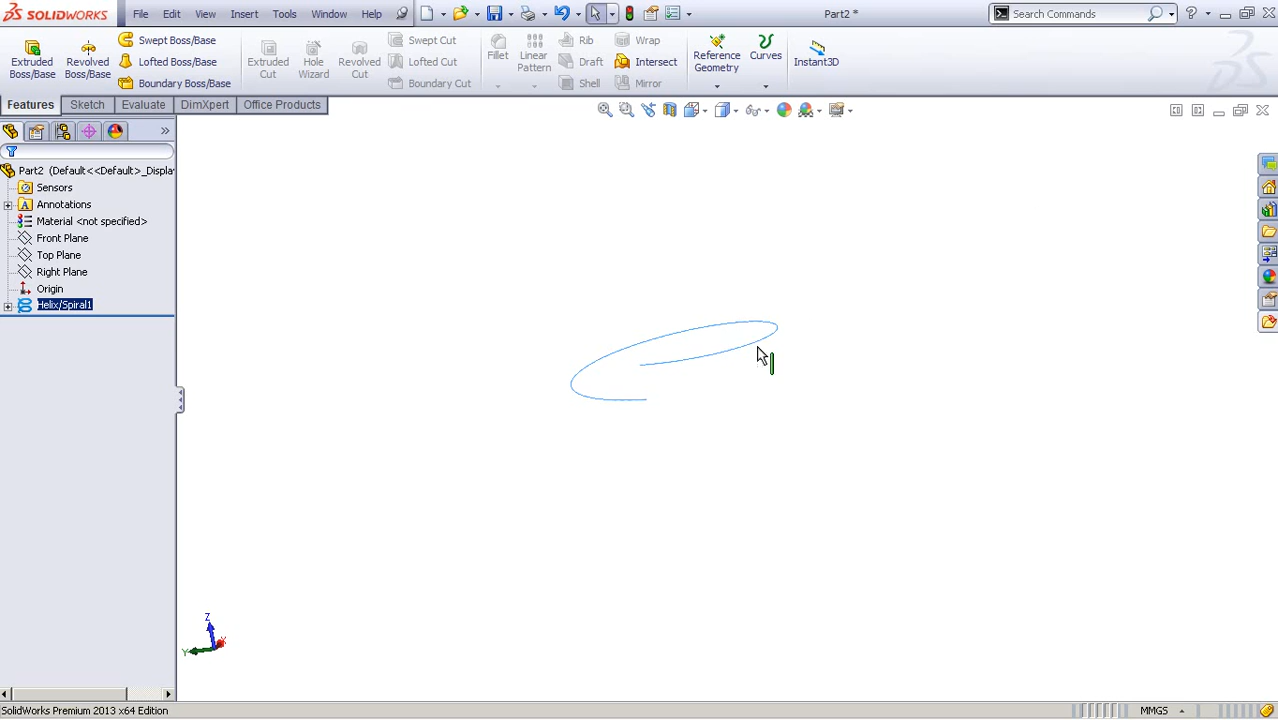 SOLIDWORKS File Edit View Insert Tools Window Help Part2 * Search Commands
Extruded Boss/Base
Revolved Boss/Base
Swept Boss/Base
Lofted Boss/Base
Boundary Boss/Base
Extruded Cut
Hole Wizard
Revolved Cut
Swept Cut
Lofted Cut
Boundary Cut
Fillet
Linear Pattern
Rib
Draft
Shell
Wrap
Intersect
Mirror
Reference Geometry
Curves
Instant3D
Features Sketch Evaluate DimXpert Office Products
Part2 (Default<<Default>_Displa
Sensors
Annotations
Material <not specified>
Front Plane
Top Plane
Right Plane
Origin
Helix/Spiral1
Z
X
Y
SolidWorks Premium 2013 x64 Edition MMGS